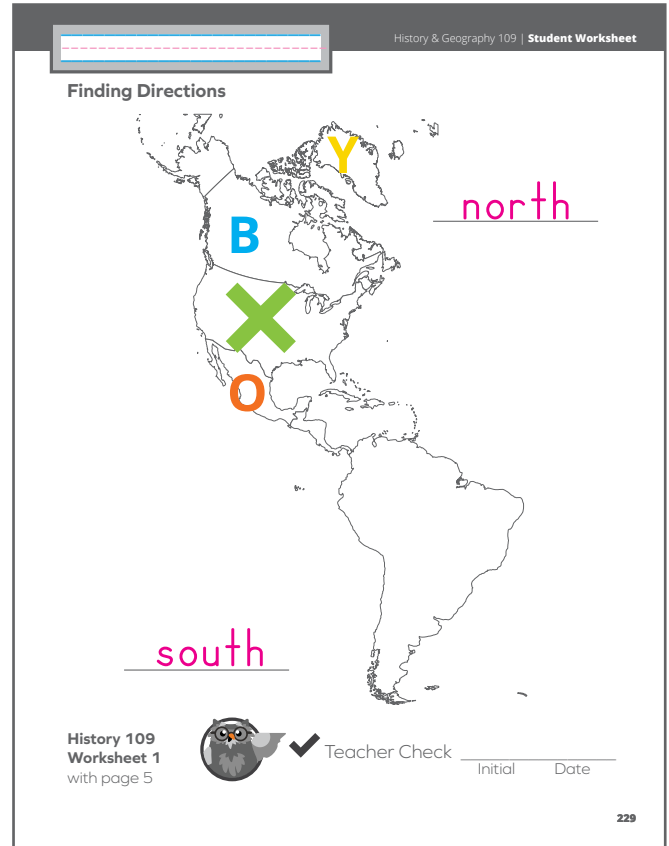 History & Geography 109 | Student Worksheet
Finding Directions
Y
north
B
X
O
south
History 109
Worksheet 1
with page 5
Teacher Check
Initial Date
229